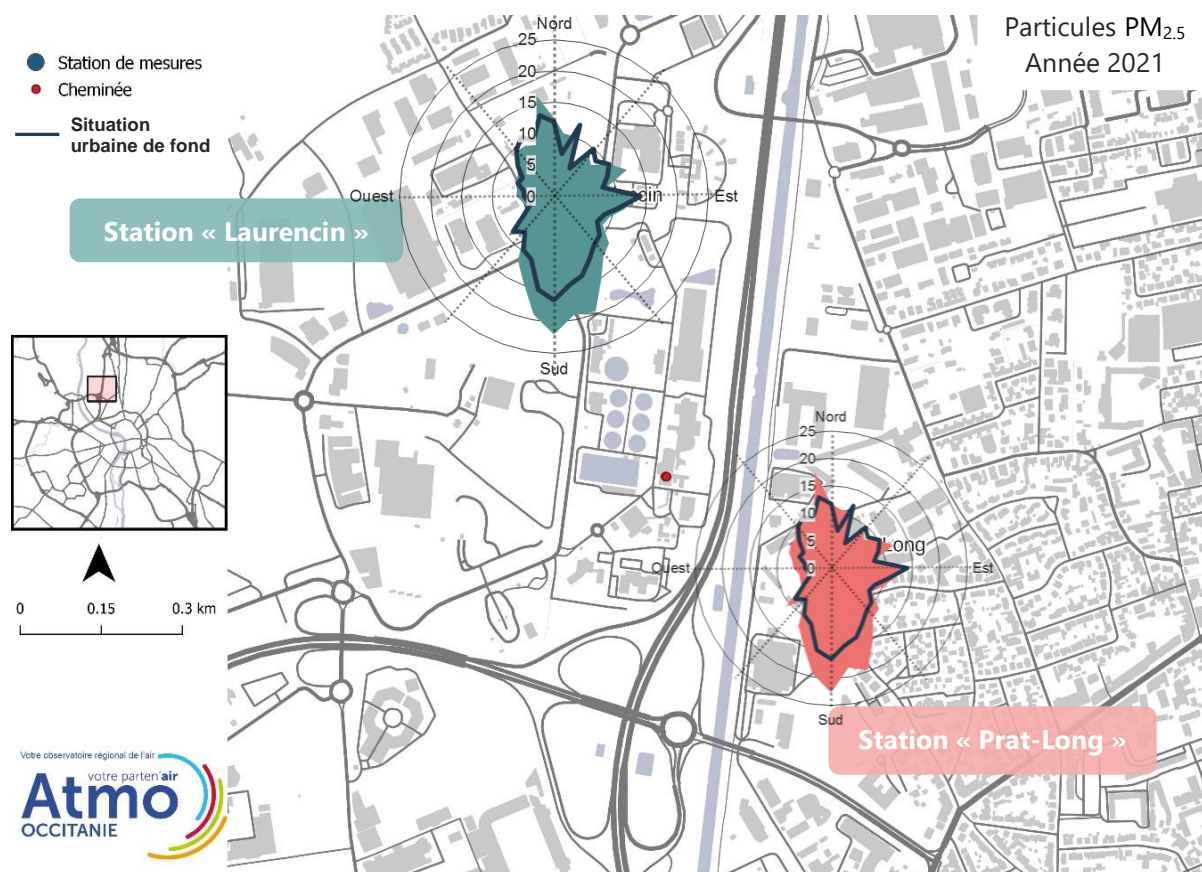 Particules PM₂.₅
Année 2021
Station de mesures
Cheminée
Situation
urbaine de fond
Nord
25
20
15
10
5
0
Ouest
cin
Est
Sud
Station « Laurencin »
0
0.15
0.3 km
Nord
25
20
15
10
5
0
Ouest
Long
Est
Sud
Station « Prat-Long »
Votre observatoire régional de l'air
votre parten'air
Atmo
OCCITANIE